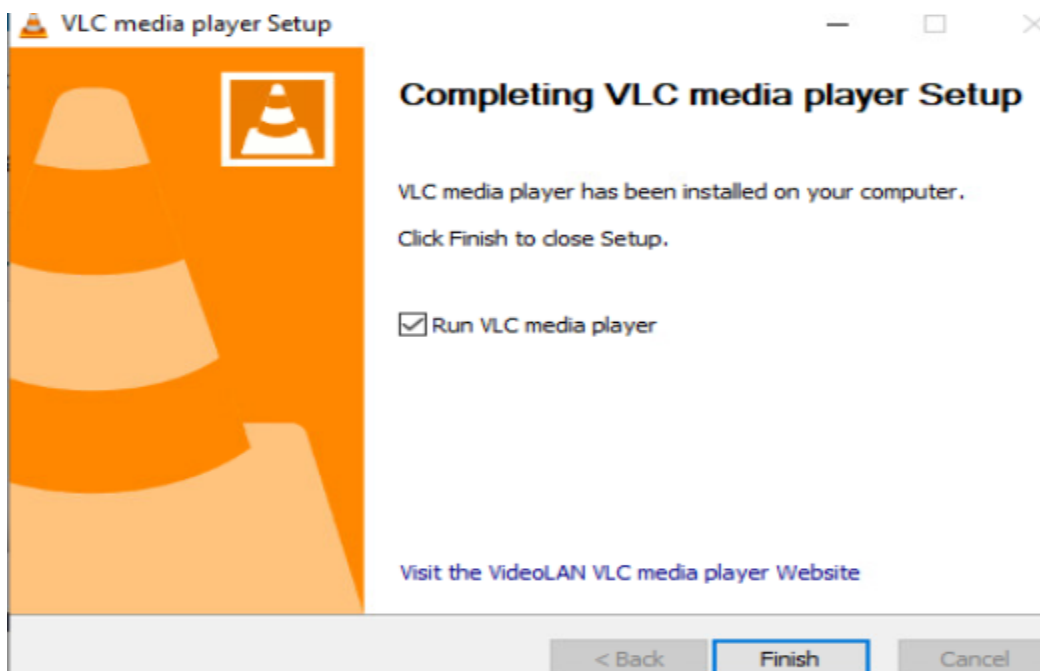 VLC media player Setup
Completing VLC media player Setup
VLC media player has been installed on your computer.
Click Finish to close Setup.
Run VLC media player
Visit the VideoLAN VLC media player Website
< Back
Finish
Cancel